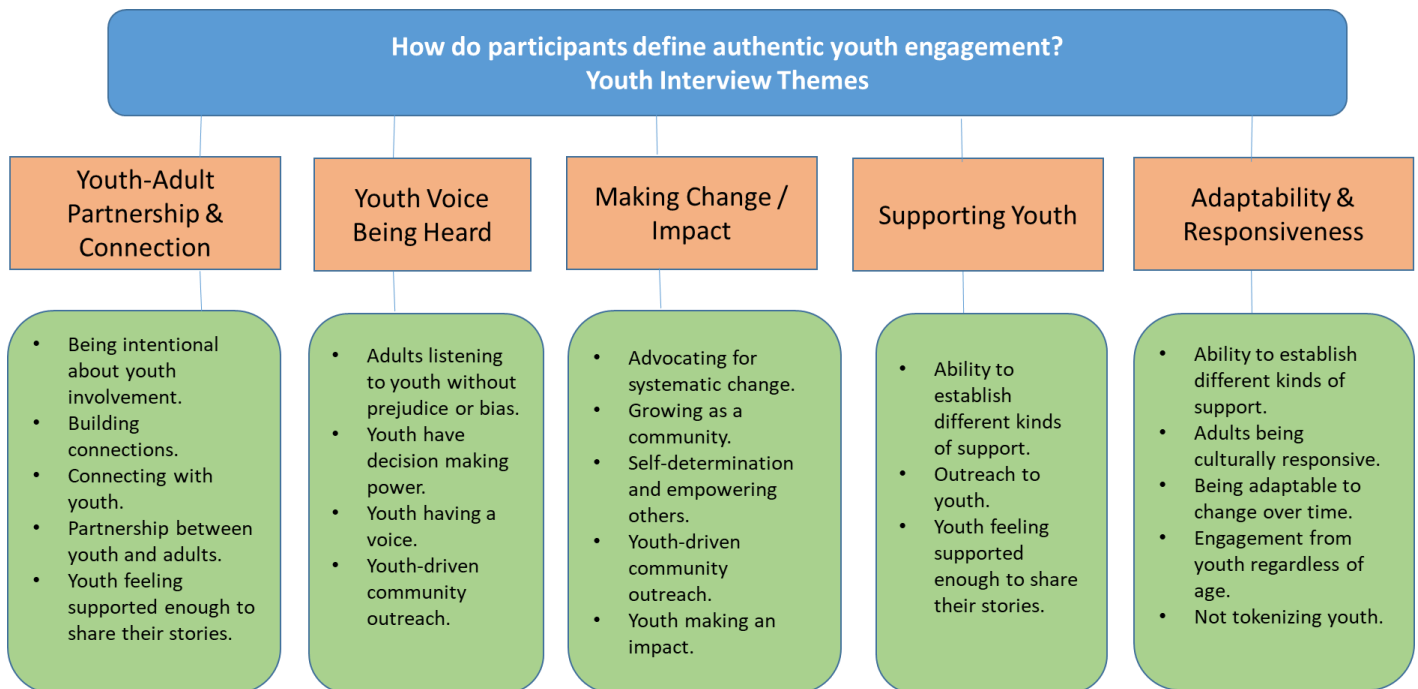 How do participants define authentic youth engagement?
Youth Interview Themes
Youth-Adult
Partnership &
Connection
• Being intentional
about youth
involvement.
• Building
connections.
• Connecting with
youth.
• Partnership between
youth and adults.
• Youth feeling
supported enough to
share their stories.
Youth Voice
Being Heard
• Adults listening
to youth without
prejudice or bias.
• Youth have
decision making
power.
• Youth having a
voice.
• Youth-driven
community
outreach.
Making Change /
Impact
• Advocating for
systematic change.
• Growing as a
community.
• Self-determination
and empowering
others.
• Youth-driven
community
outreach.
• Youth making an
impact.
Supporting Youth
• Ability to
establish
different kinds
of support.
• Outreach to
youth.
• Youth feeling
supported
enough to share
their stories.
Adaptability &
Responsiveness
• Ability to establish
different kinds of
support.
• Adults being
culturally responsive.
• Being adaptable to
change over time.
• Engagement from
youth regardless of
age.
• Not tokenizing youth.